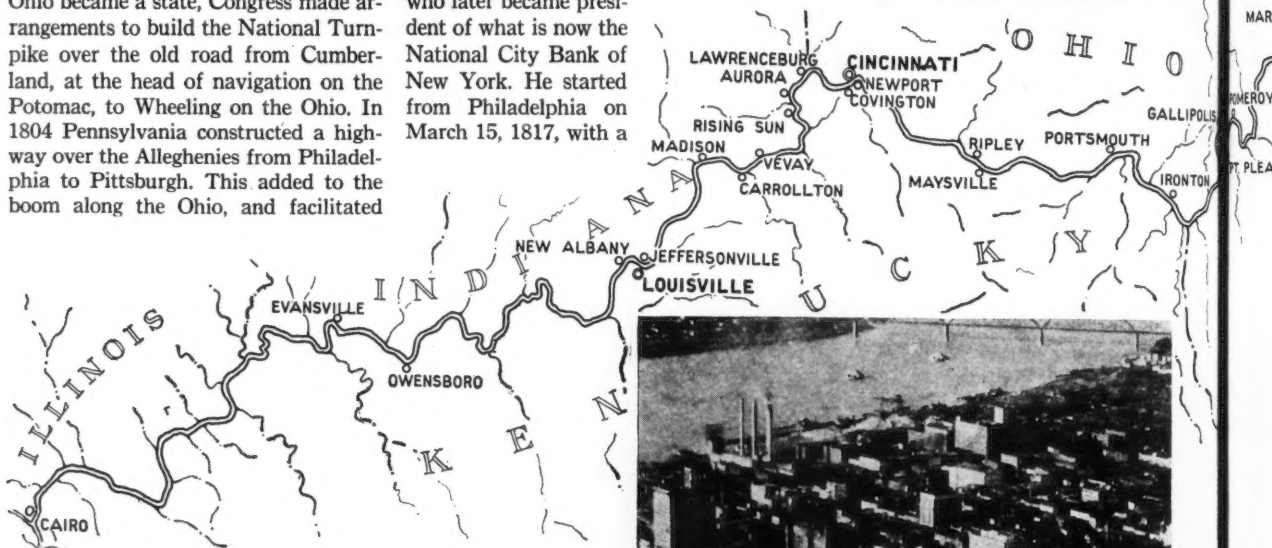 Ohio became a state, Congress made ar-
rangements to build the National Turn-
pike over the old road from Cumber-
land, at the head of navigation on the
Potomac, to Wheeling on the Ohio. In
1804 Pennsylvania constructed a high-
way over the Alleghenies from Philadel-
phia to Pittsburgh. This added to the
boom along the Ohio, and facilitated
who later became presi-
dent of what is now the
National City Bank of
New York. He started
from Philadelphia on
March 15, 1817, with a
OHIO
MAR
LAWRENCEBURG
CINCINNATI
AURORA
NEWPORT
COVINGTON
POMEROY
GALLIPOLIS
RISING SUN
MADISON
VEVAY
RIPLEY
PORTSMOUTH
CARROLLTON
MAYSVILLE
IRONTON
PT. PLEA
INDIANA
NEW ALBANY
JEFFERSONVILLE
LOUISVILLE
EVANSVILLE
OWENSBORO
ILLINOIS
KEN
UCKY
CAIRO